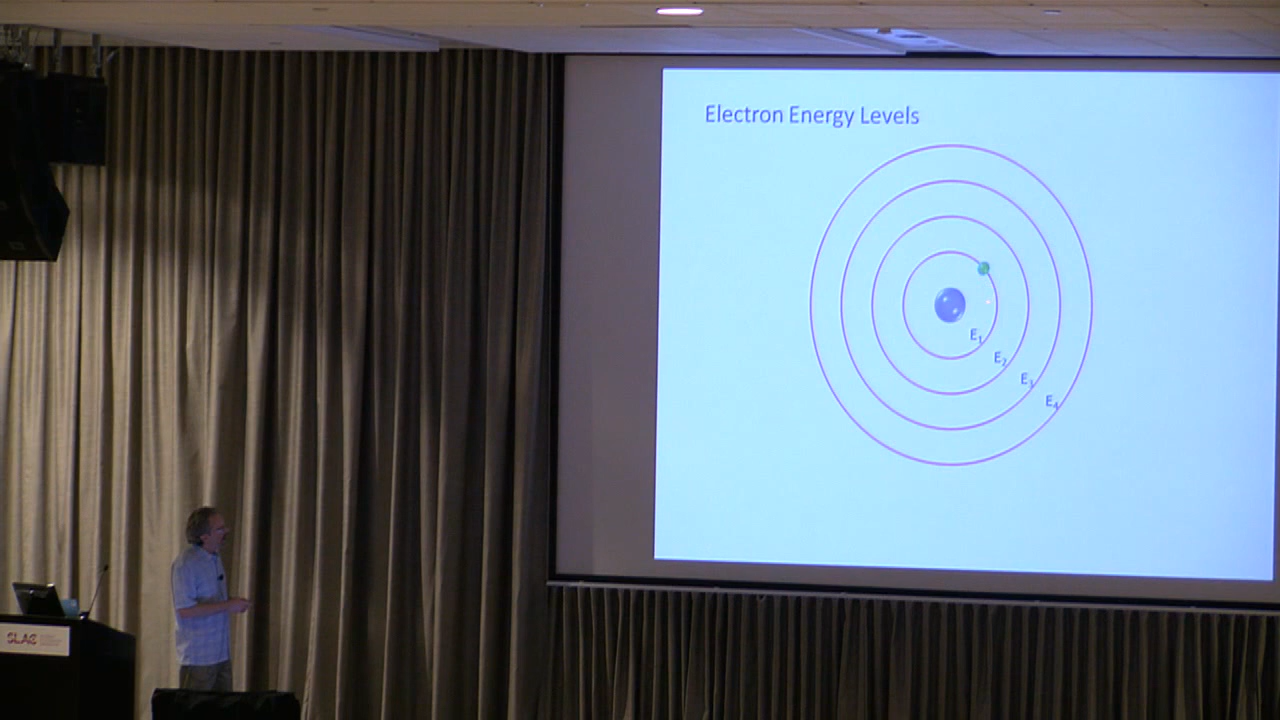 Electron Energy Levels
E₁
E₂
E₃
E₄
SLAC